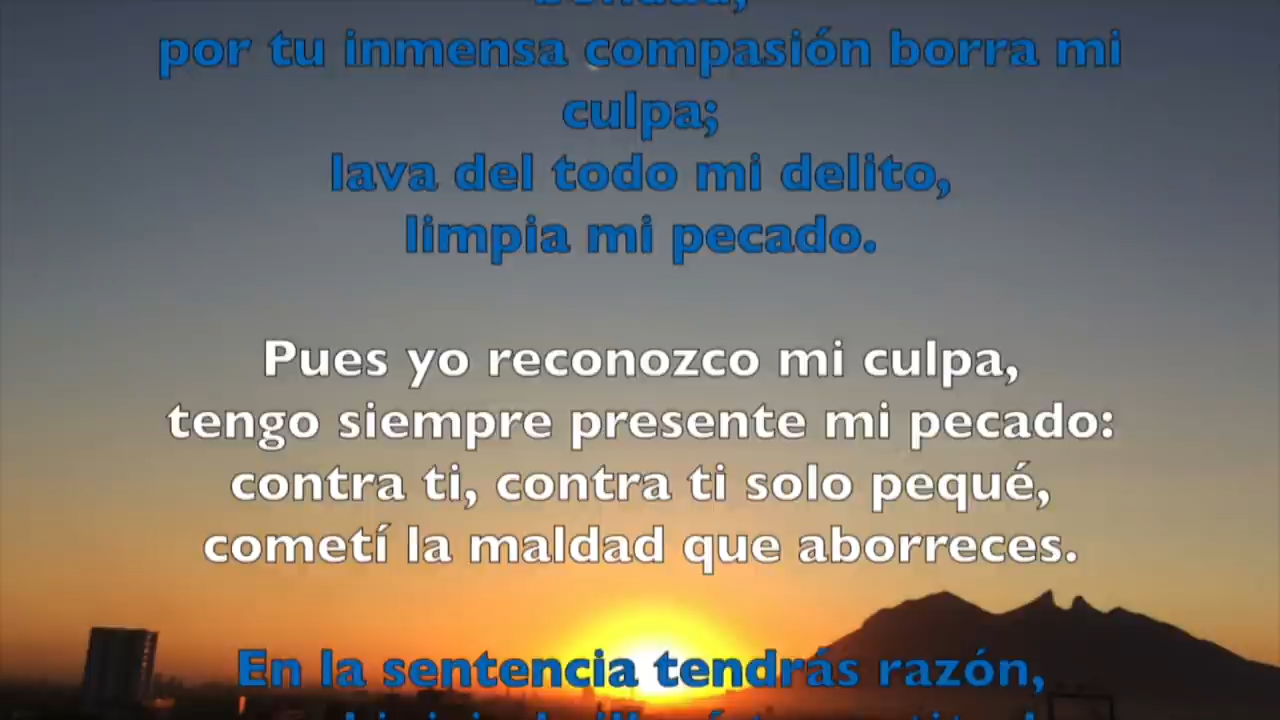 por tu inmensa compasión borra mi
culpa;
lava del todo mi delito,
limpia mi pecado.
Pues yo reconozco mi culpa,
tengo siempre presente mi pecado:
contra ti, contra ti solo pequé,
cometí la maldad que aborreces.
En la sentencia tendrás razón,